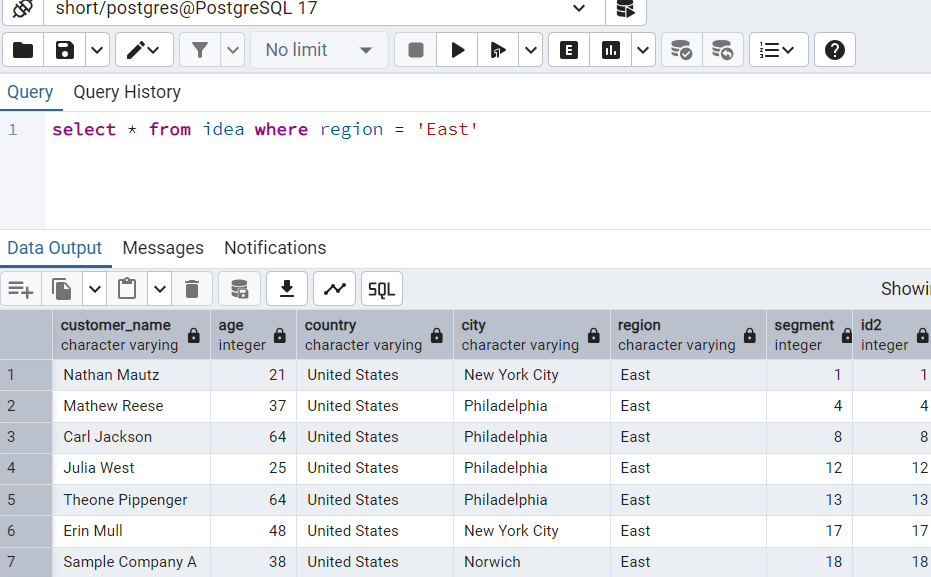 short/postgres@PostgreSQL 17
No limit
E
Query Query History
1 select * from idea where region = 'East'
Data Output Messages Notifications
SQL
customer_name age country city region segment id2
character varying integer character varying character varying character varying integer integer
1 Nathan Mautz 21 United States New York City East 1 1
2 Mathew Reese 37 United States Philadelphia East 4 4
3 Carl Jackson 64 United States Philadelphia East 8 8
4 Julia West 25 United States Philadelphia East 12 12
5 Theone Pippenger 64 United States Philadelphia East 13 13
6 Erin Mull 48 United States New York City East 17 17
7 Sample Company A 38 United States Norwich East 18 18